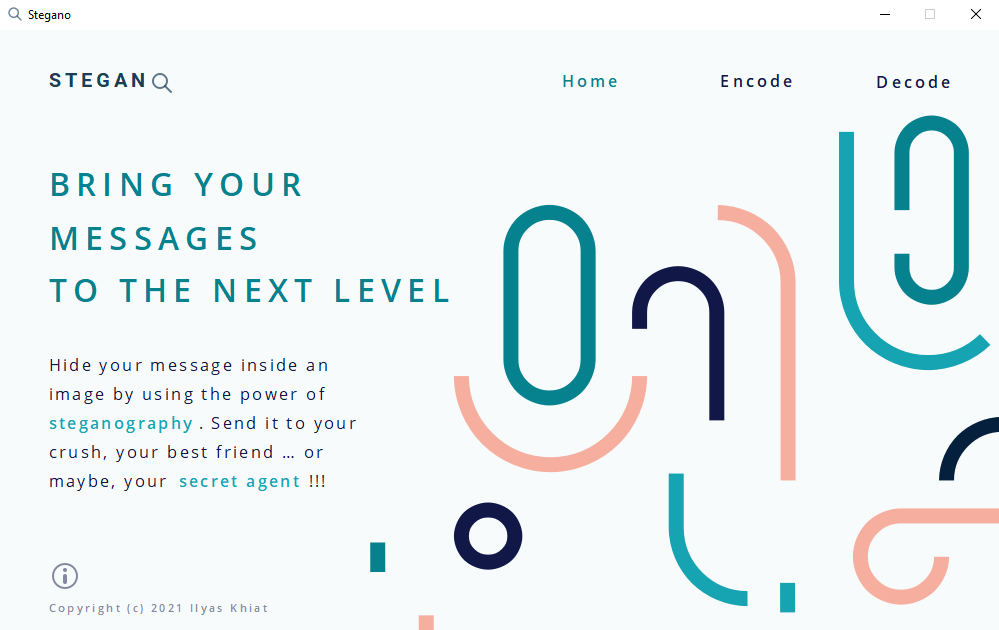 Stegano
STEGAN
Home
Encode
Decode
BRING YOUR
MESSAGES
TO THE NEXT LEVEL
Hide your message inside an
image by using the power of
steganography . Send it to your
crush, your best friend ... or
maybe, your secret agent !!!
Copyright (c) 2021 Ilyas Khiat